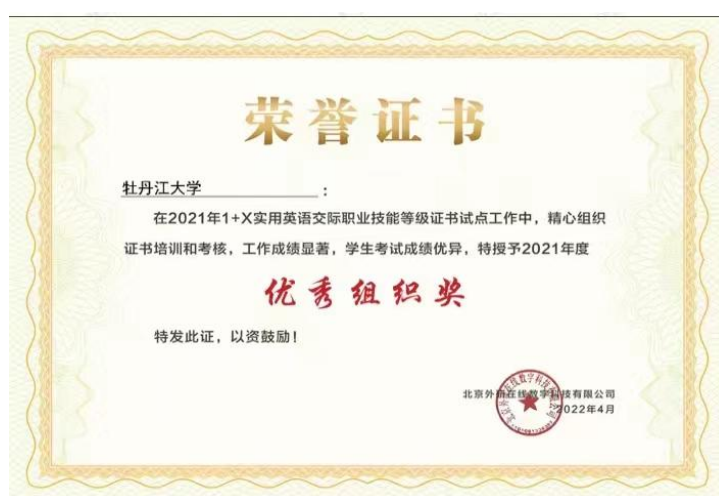 荣誉证书
牡丹江大学：
在2021年1+X实用英语交际职业技能等级证书试点工作中，精心组织
证书培训和考核，工作成绩显著，学生考试成绩优异，特授予2021年度
优秀组织奖
特发此证，以资鼓励！
北京外研在线数字科技有限公司
2022年4月